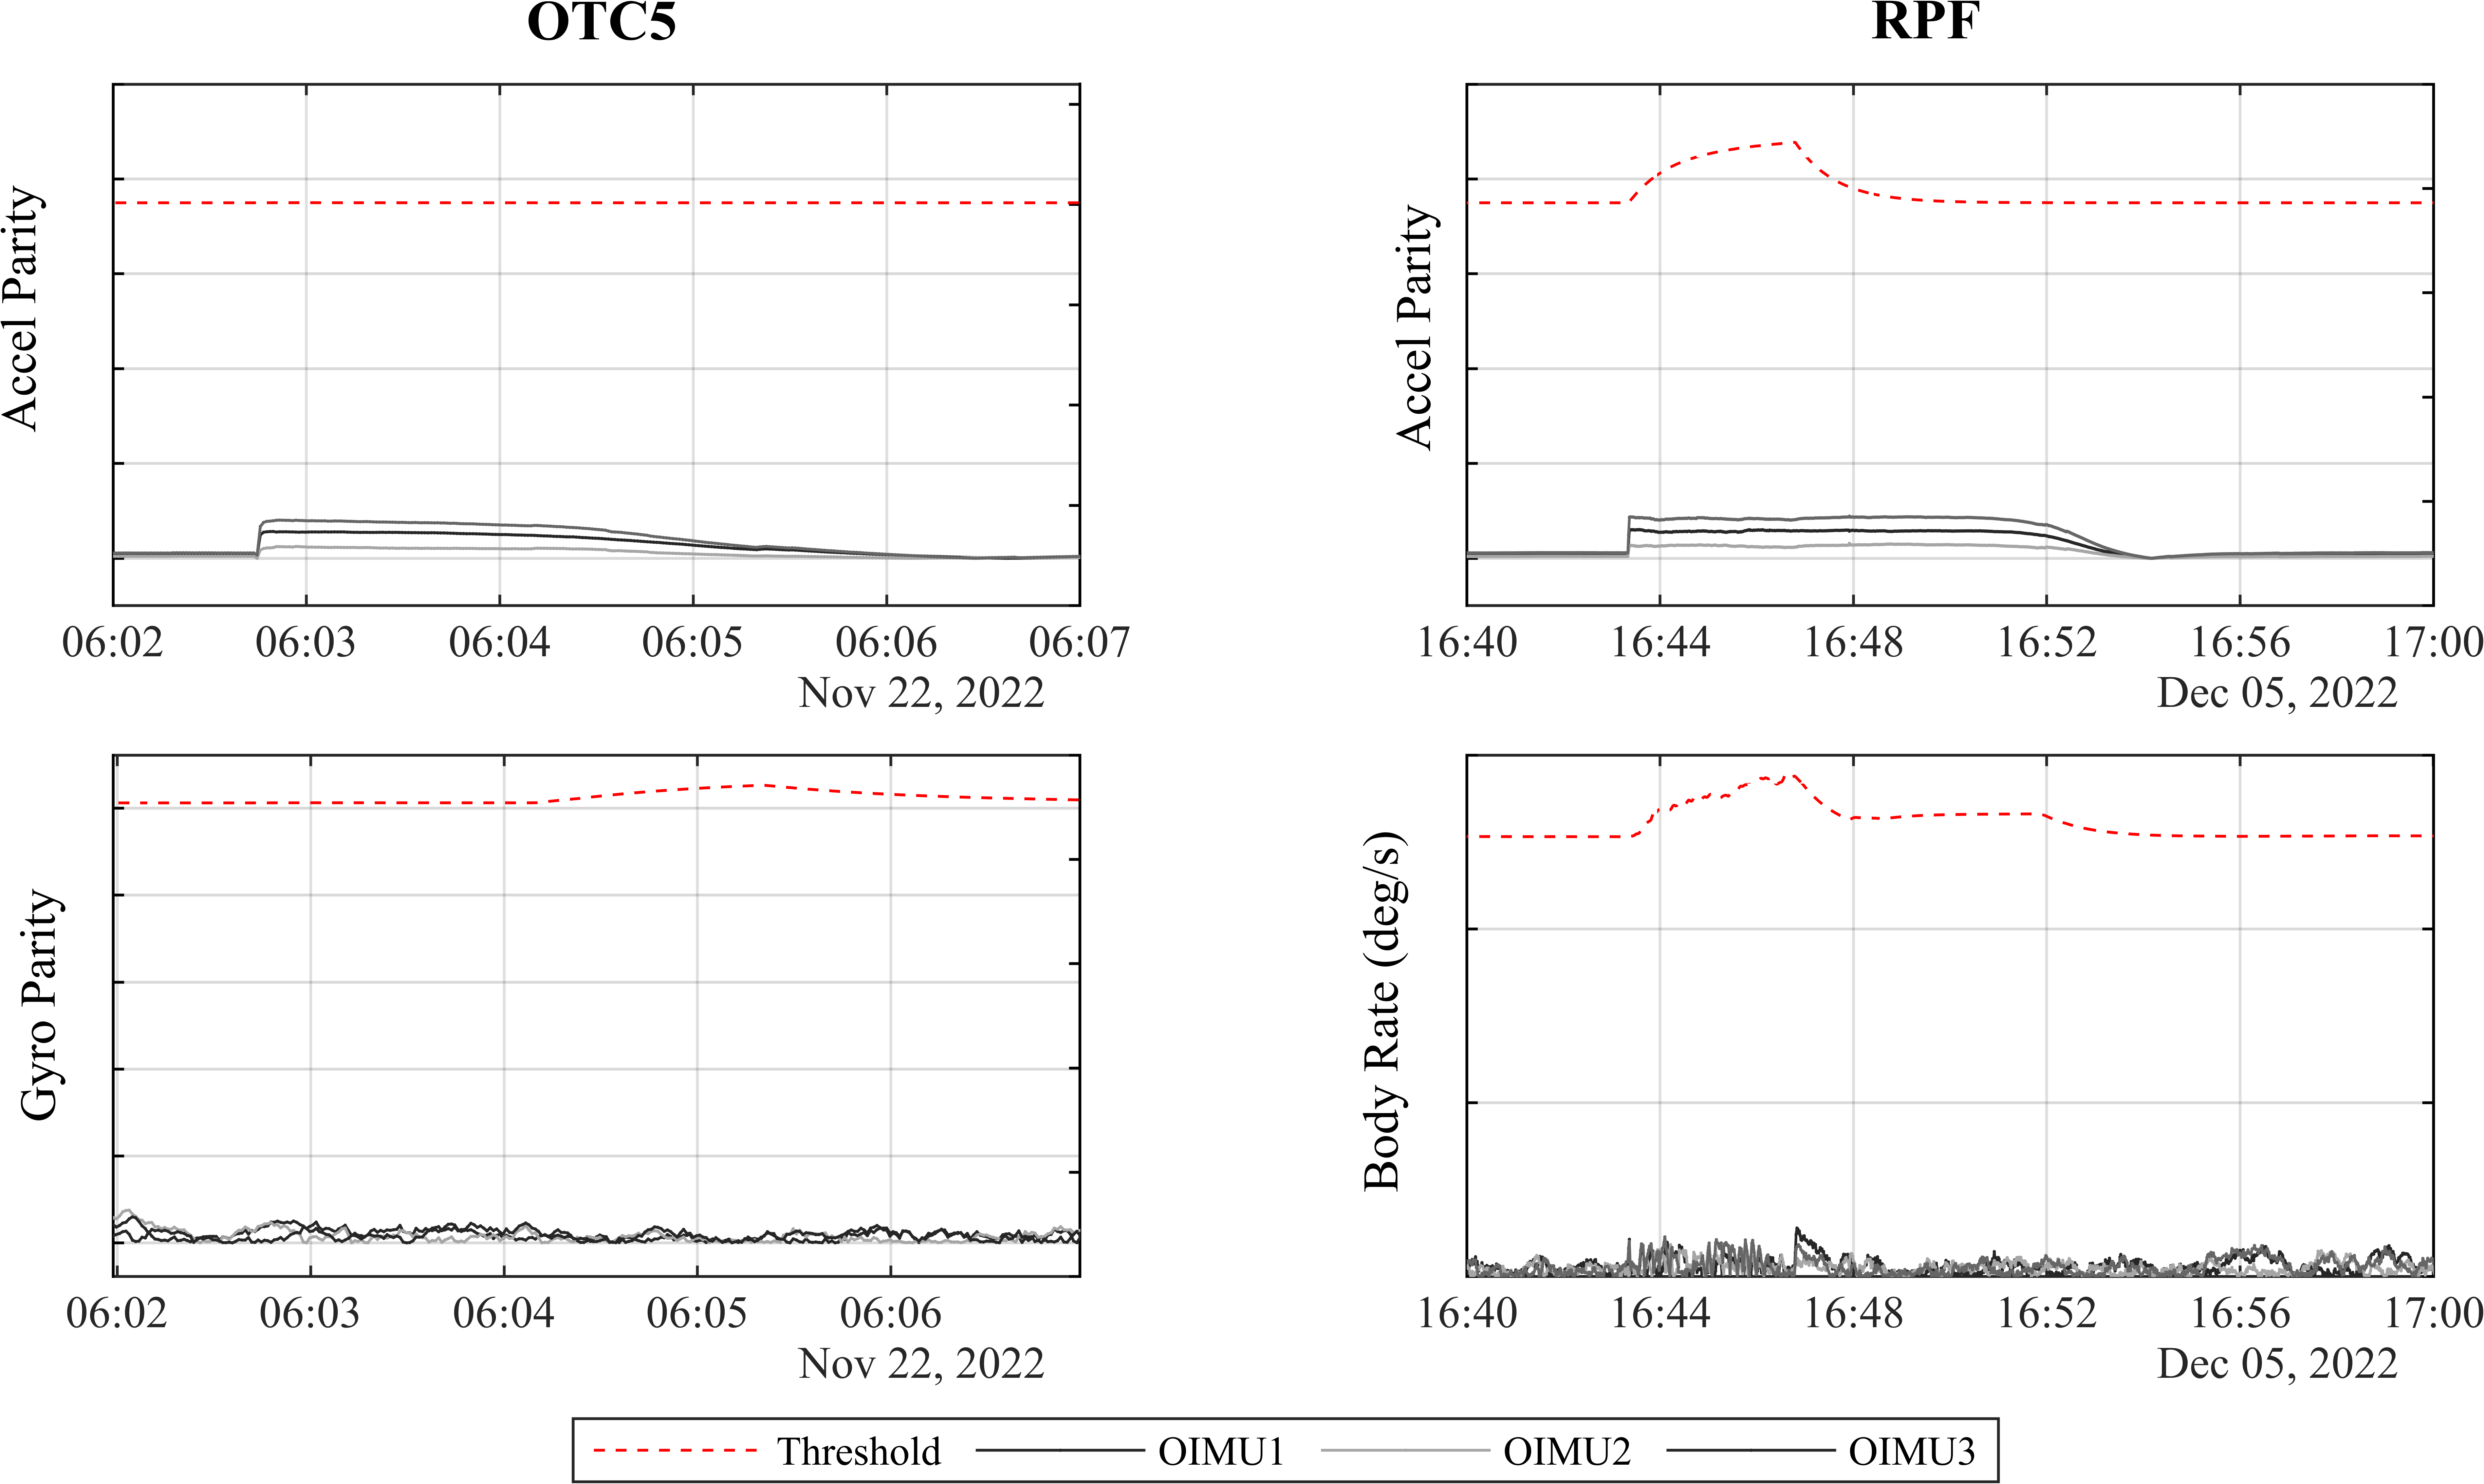 OTC5
RPF
Accel Parity
06:02 06:03 06:04 06:05 06:06 06:07
Nov 22, 2022
Accel Parity
16:40 16:44 16:48 16:52 16:56 17:00
Dec 05, 2022
Gyro Parity
06:02 06:03 06:04 06:05 06:06
Nov 22, 2022
Body Rate (deg/s)
16:40 16:44 16:48 16:52 16:56 17:00
Dec 05, 2022
Threshold OIMU1 OIMU2 OIMU3